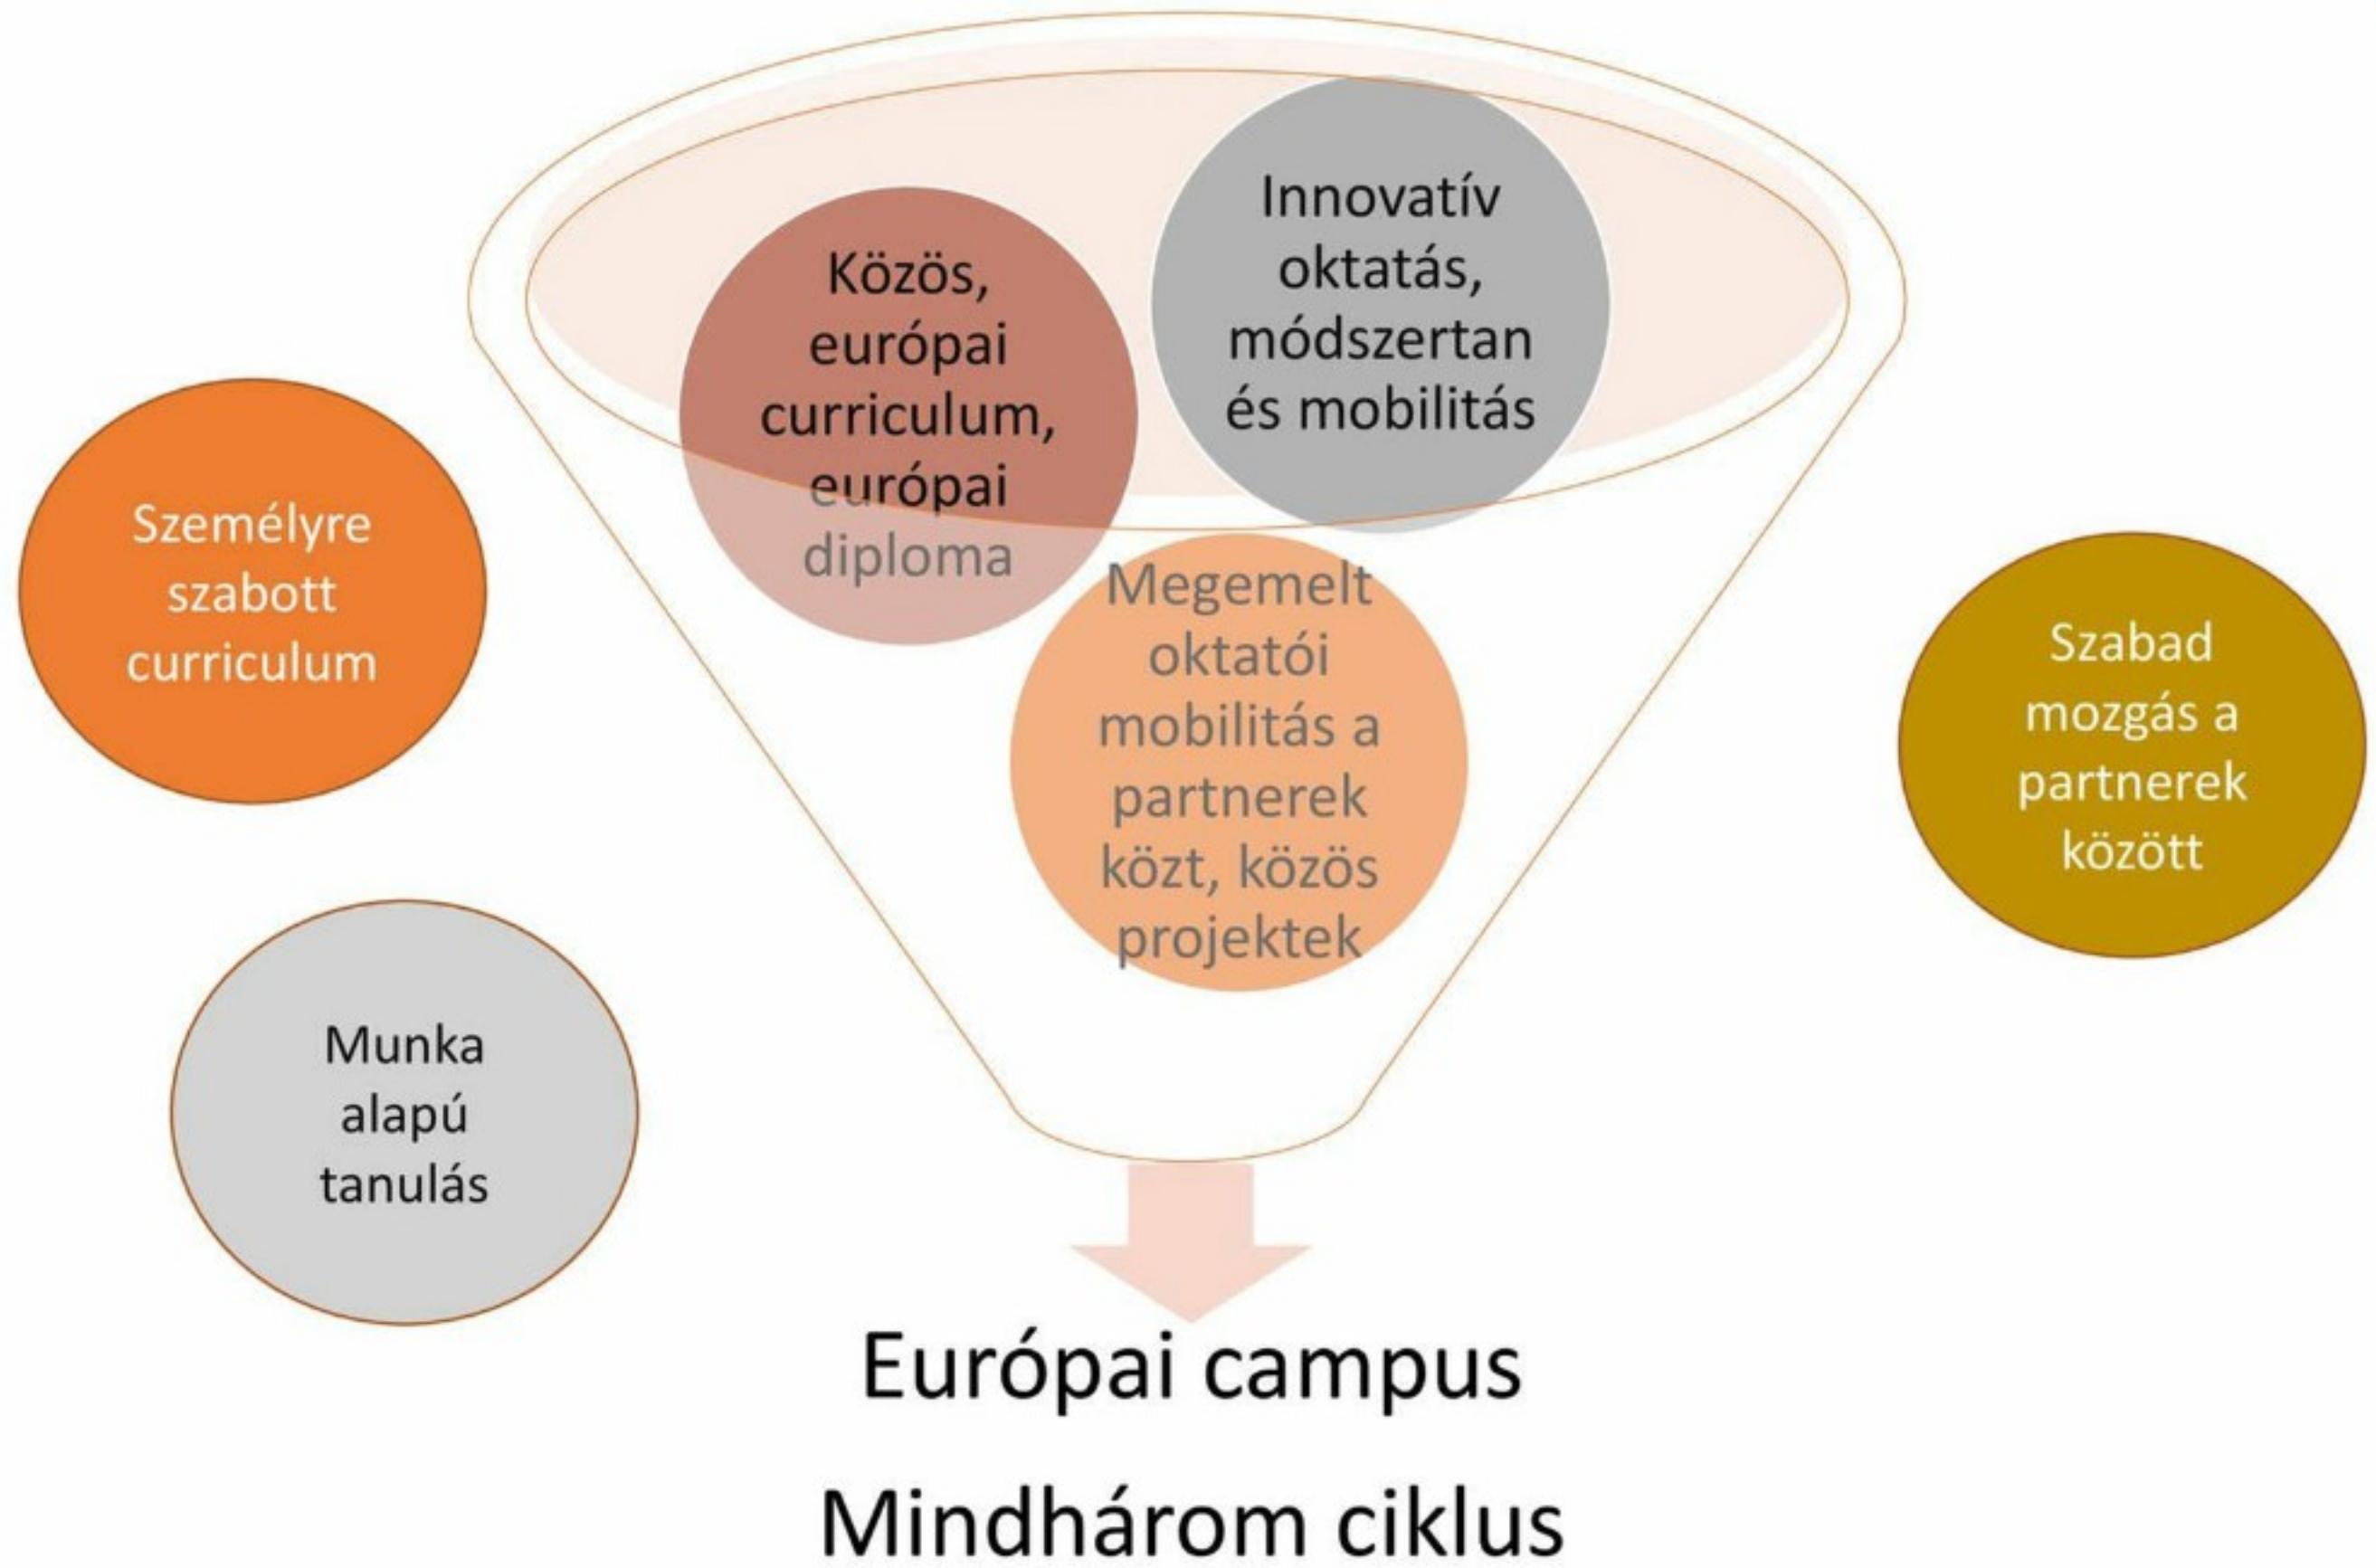 Innovatív
oktatás,
módszertan
és mobilitás
Közös,
európai
curriculum,
európai
diploma
Megemelt
oktatói
mobilitás a
partnerek
közt, közös
projektek
Személyre
szabott
curriculum
Szabad
mozgás a
partnerek
között
Munka
alapú
tanulás
Európai campus
Mindhárom ciklus